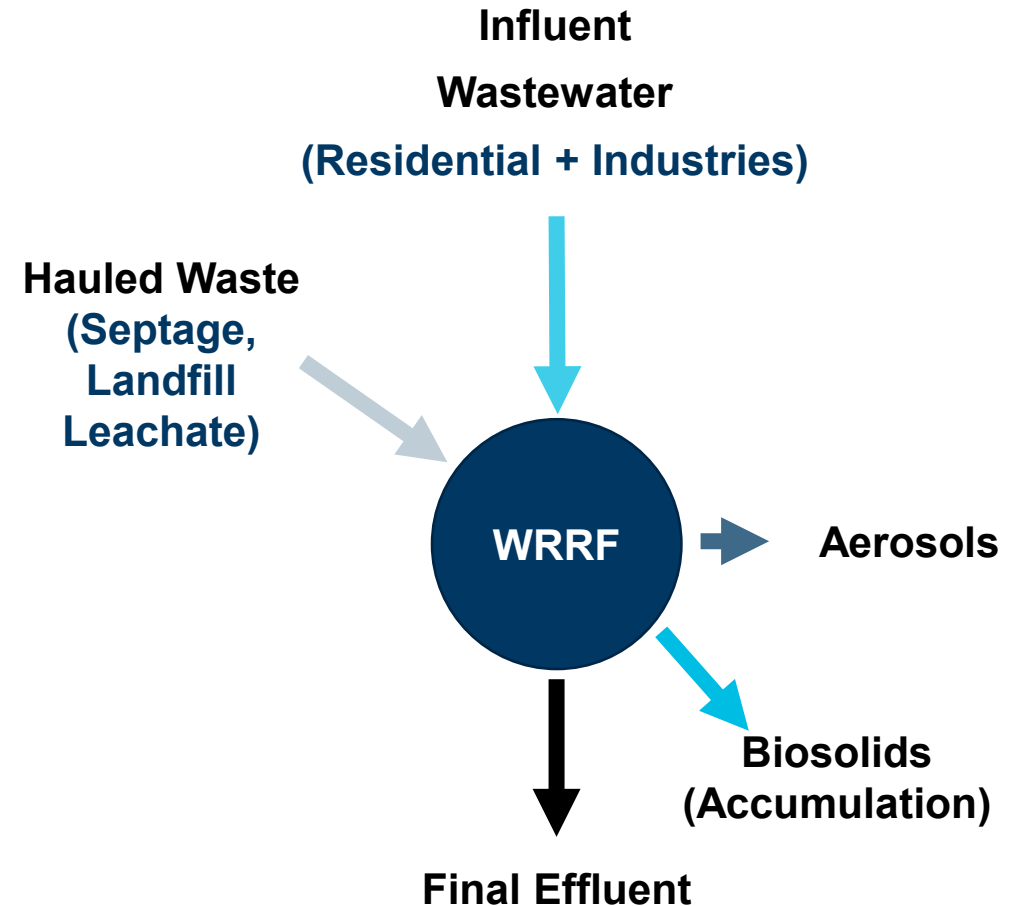 Influent
Wastewater
(Residential + Industries)
Hauled Waste
(Septage,
Landfill
Leachate)
WRRF
Aerosols
Biosolids
(Accumulation)
Final Effluent